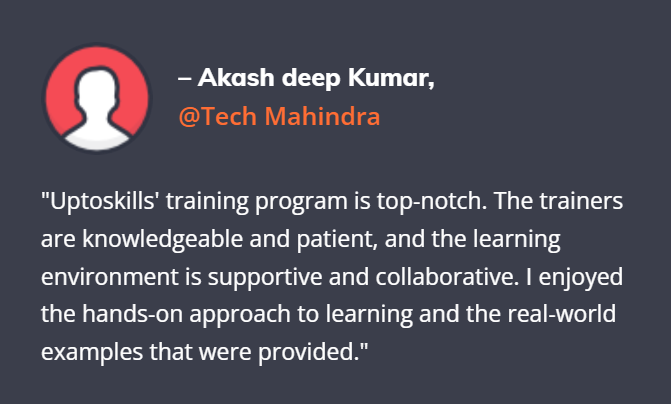 – Akash deep Kumar,
@Tech Mahindra
"Uptoskills' training program is top-notch. The trainers
are knowledgeable and patient, and the learning
environment is supportive and collaborative. I enjoyed
the hands-on approach to learning and the real-world
examples that were provided."